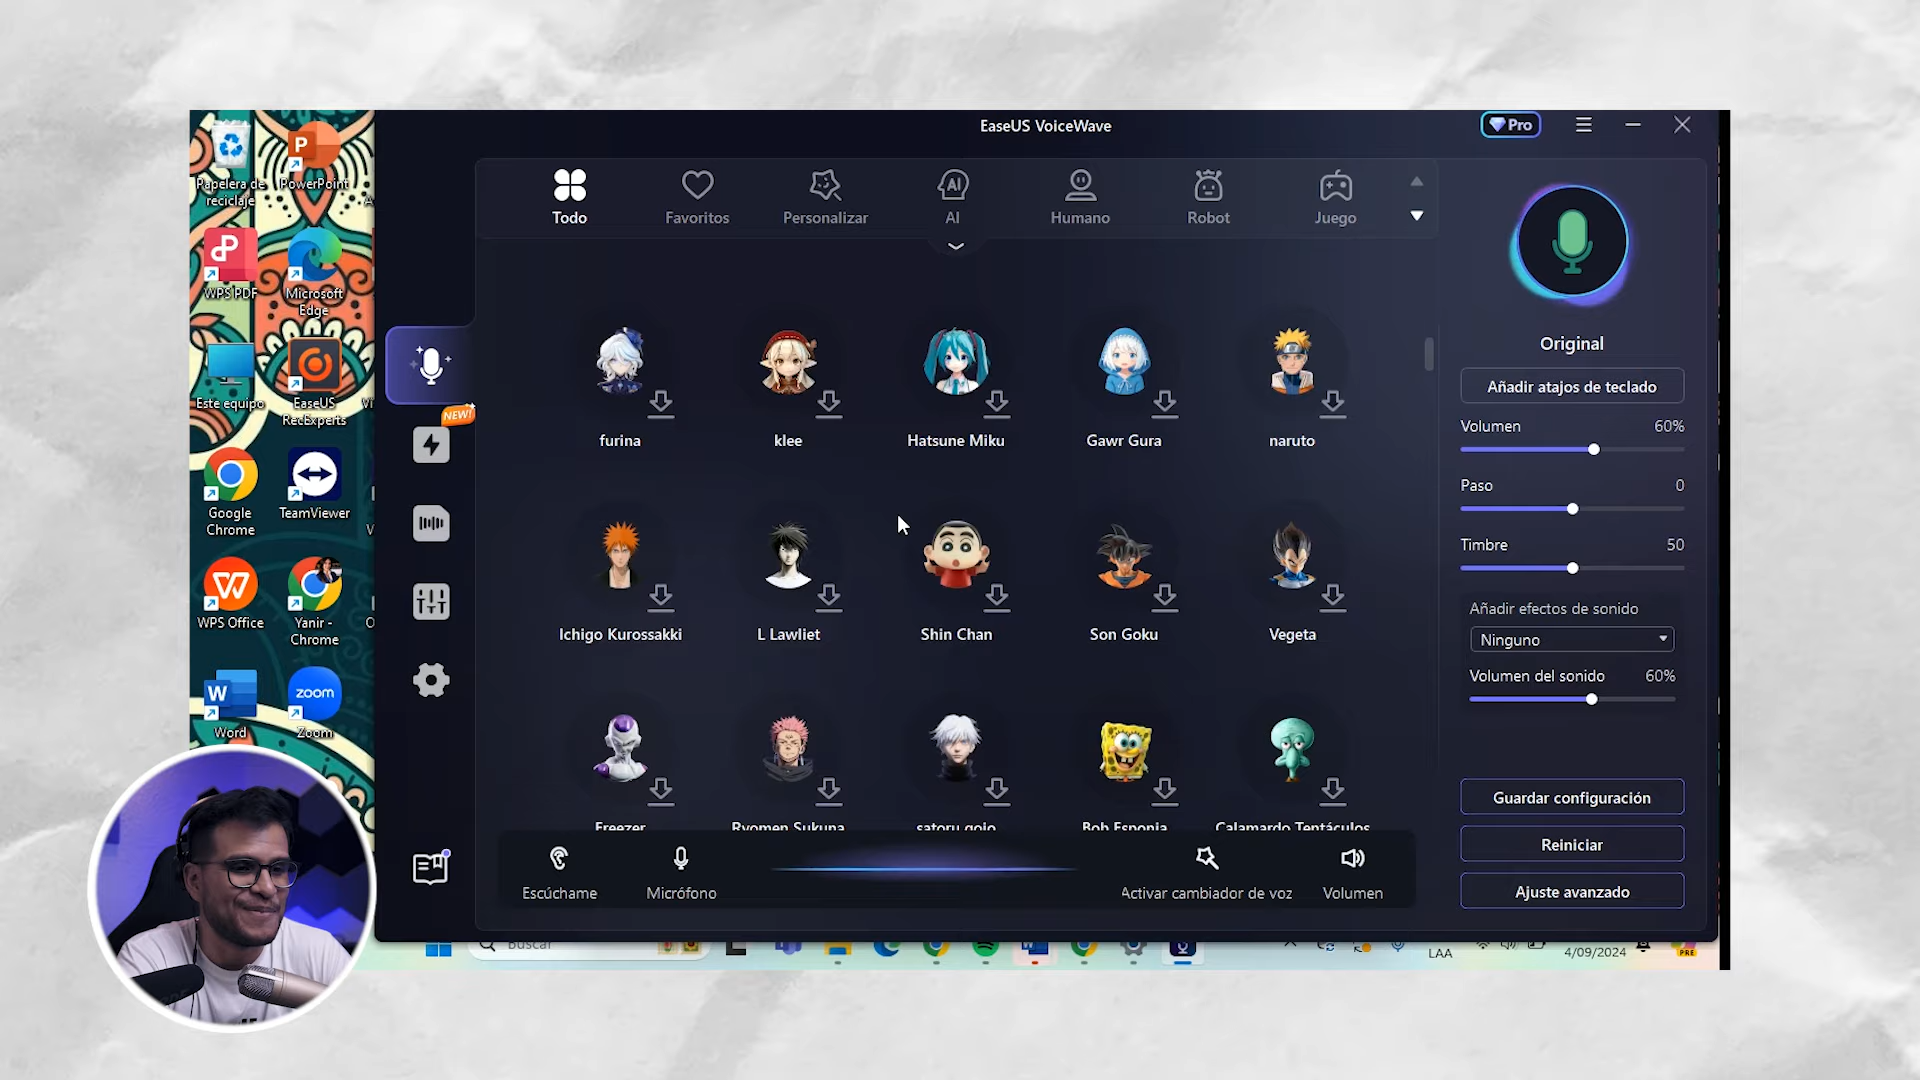 EaseUS VoiceWave
Pro
Todo
Favoritos
Personalizar
AI
Humano
Robot
Juego
furina
klee
Hatsune Miku
Gawr Gura
naruto
Ichigo Kurossakki
L Lawliet
Shin Chan
Son Goku
Vegeta
Freezer
Ryomen Sukuna
satoru gojo
Bob Esponja
Calamardo Tentáculos
NEW!
Original
Añadir atajos de teclado
Volumen 60%
Paso 0
Timbre 50
Añadir efectos de sonido
Ninguno
Volumen del sonido 60%
Guardar configuración
Reiniciar
Ajuste avanzado
Escúchame
Micrófono
Activar cambiador de voz
Volumen
Papelera de
reciclaje
PowerPoint
WPS PDF
Microsoft
Edge
Este equipo
EaseUS
RecExperts
Google
Chrome
TeamViewer
WPS Office
Yanir -
Chrome
Word
zoom
Zoom
Buscar
LAA
4/09/2024
PRE